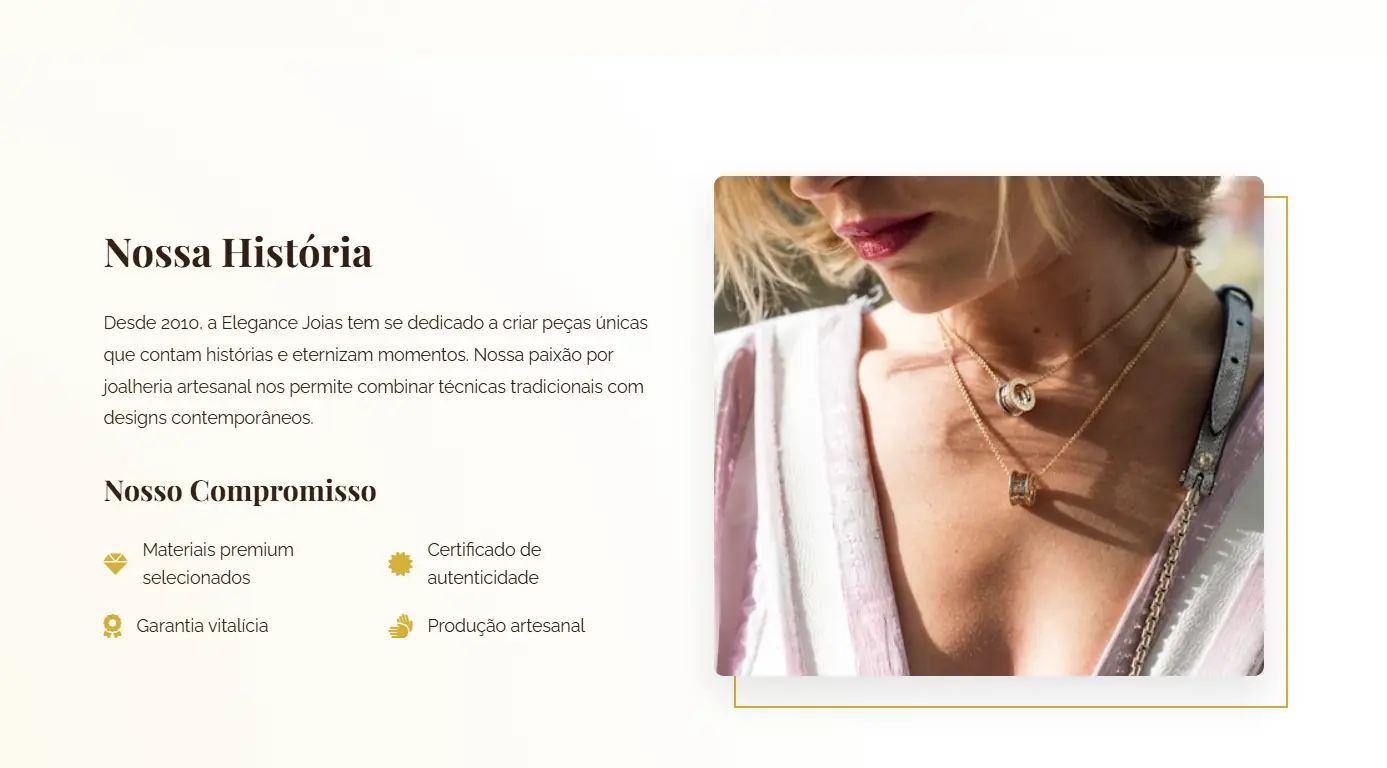 Nossa História
Desde 2010, a Elegance Joias tem se dedicado a criar peças únicas
que contam histórias e eternizam momentos. Nossa paixão por
joalheria artesanal nos permite combinar técnicas tradicionais com
designs contemporâneos.
Nosso Compromisso
Materiais premium
selecionados
Certificado de
autenticidade
Garantia vitalícia
Produção artesanal